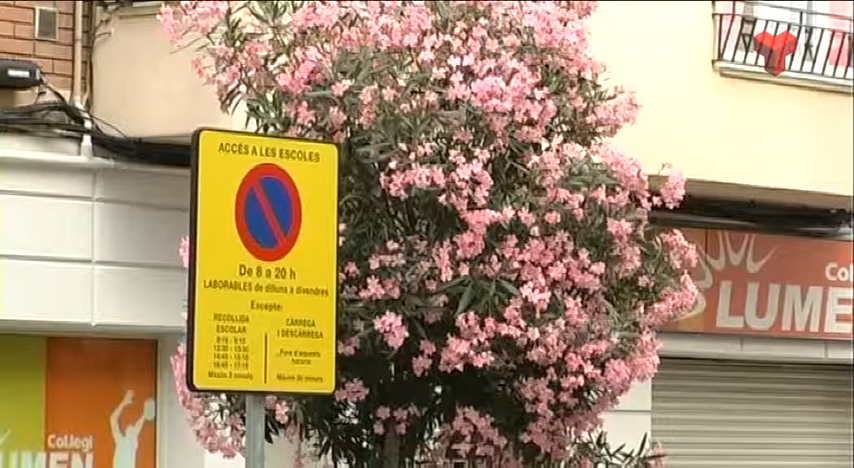 ACCÉS A LES ESCOLES
De 8 a 20 h
LABORABLES de dilluns a divendres
Excepte:
RECOLLIDA
ESCOLAR
CÀRREGA
I DESCÀRREGA
Màxim 30 minuts
Col·legi
LUMEN
Col·
LUME